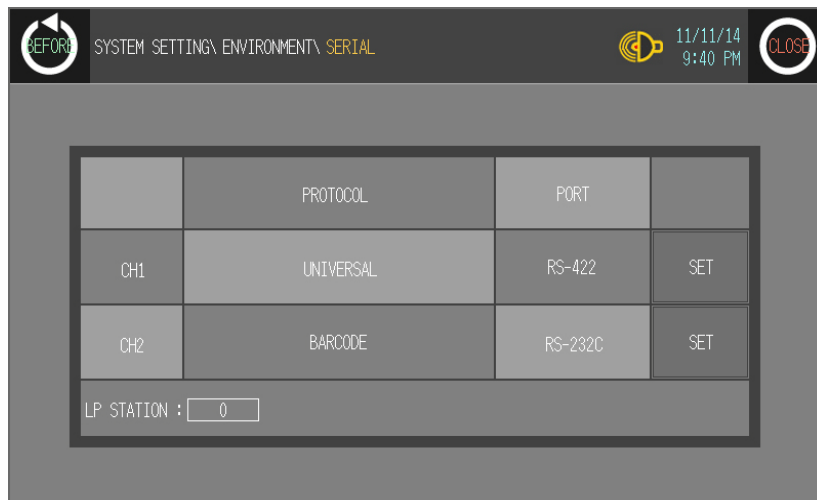 BEFORE
SYSTEM SETTING\ ENVIRONMENT\ SERIAL
11/11/14
9:40 PM
CLOSE
PROTOCOL PORT
CH1 UNIVERSAL RS-422 SET
CH2 BARCODE RS-232C SET
LP STATION : 0